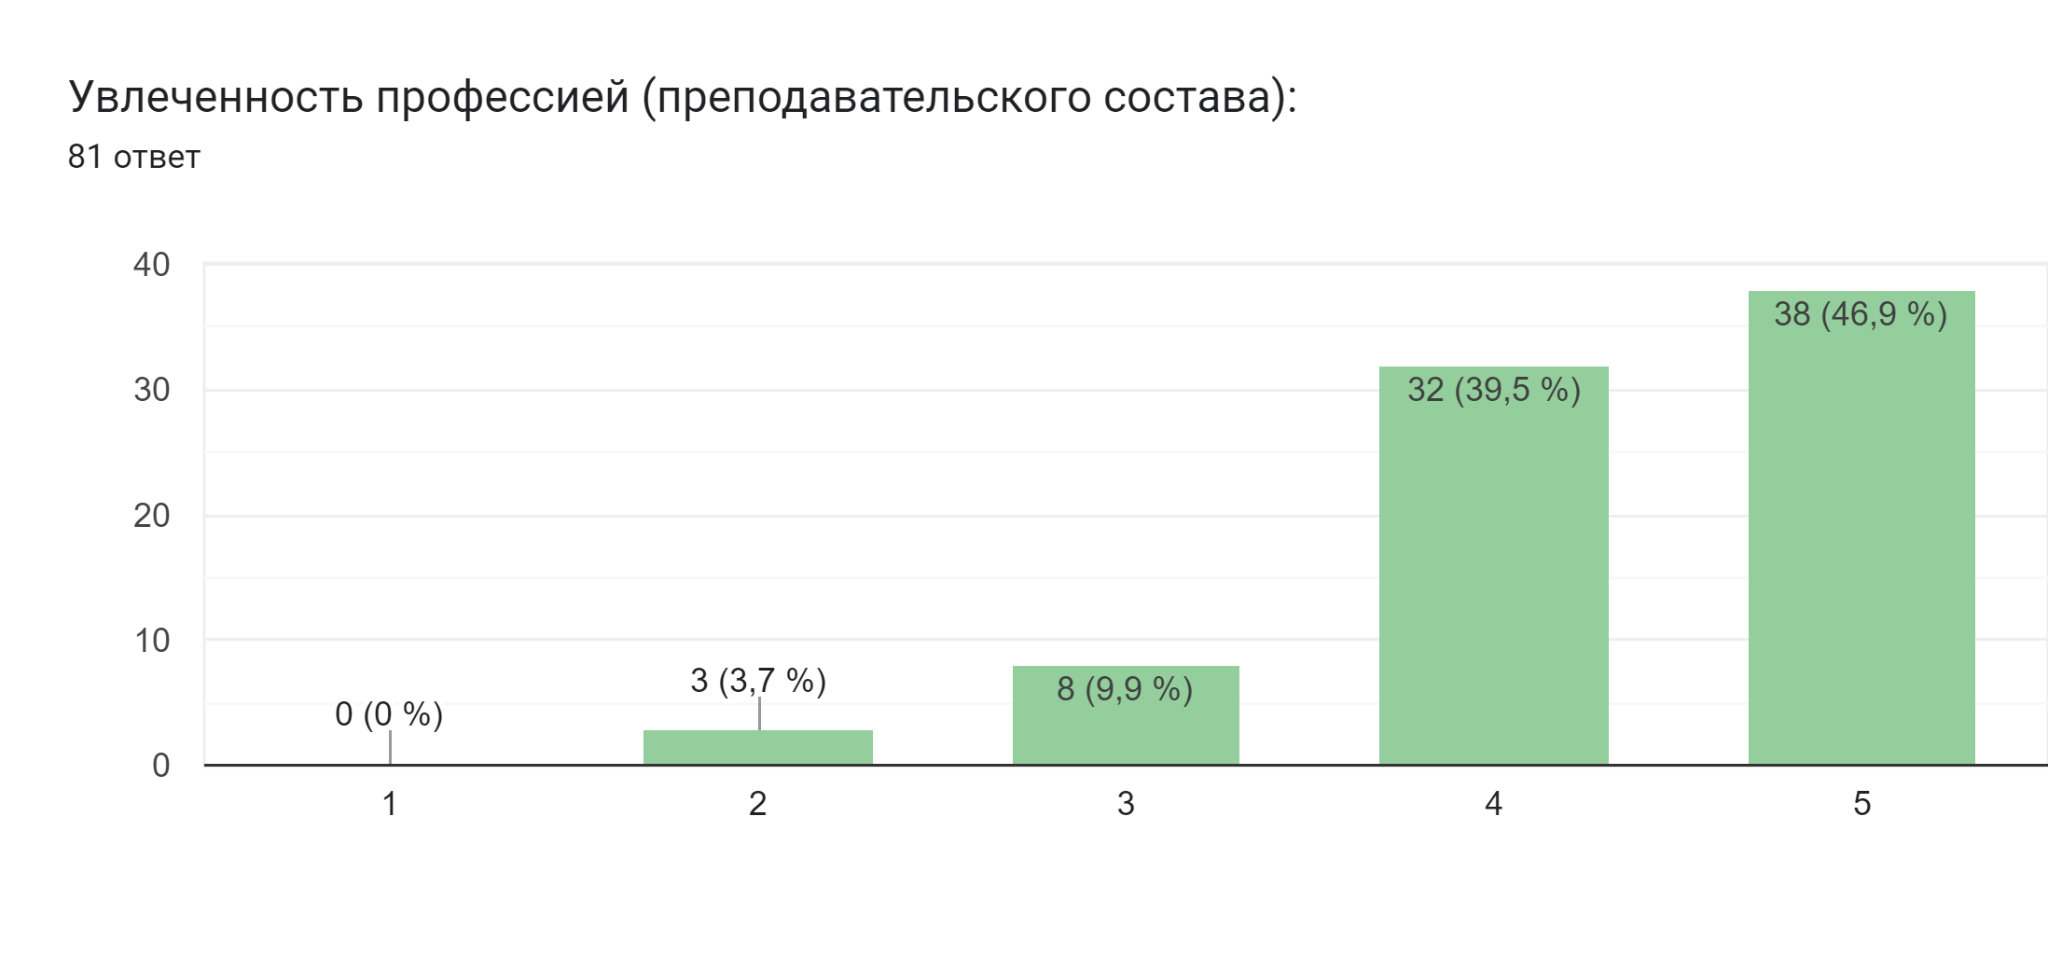 Увлеченность профессией (преподавательского состава):
81 ответ
40
30
20
10
0
0 (0 %)
3 (3,7 %)
8 (9,9 %)
32 (39,5 %)
38 (46,9 %)
1
2
3
4
5